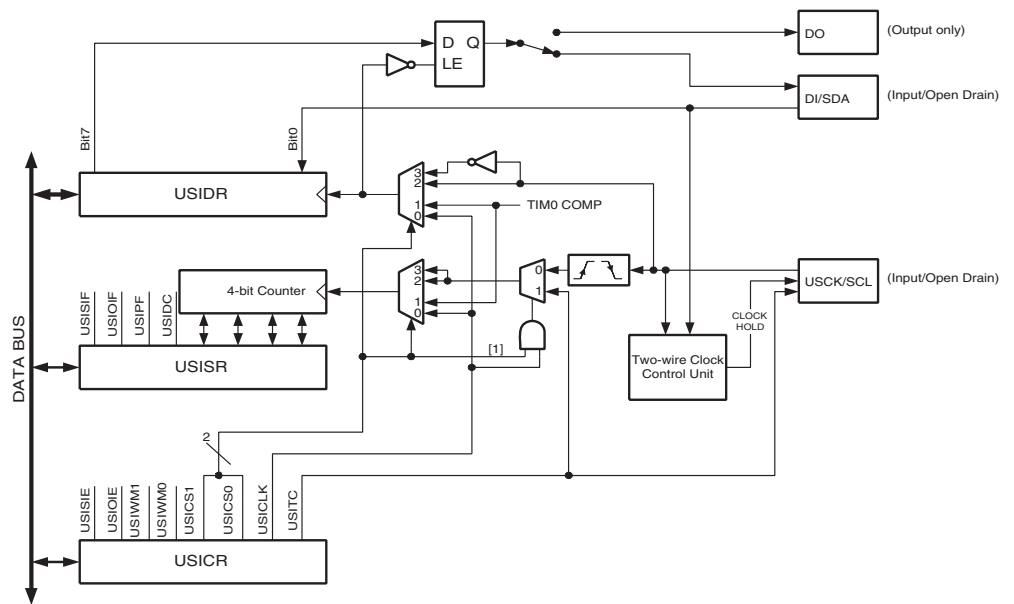 D Q
LE
DO
(Output only)
DI/SDA
(Input/Open Drain)
Bit7
Bit0
USIDR
3
2
1
0
TIM0 COMP
DATA BUS
USISIF
USIOIF
USIPF
USIDC
4-bit Counter
3
2
1
0
0
1
[1]
USISR
USCK/SCL
(Input/Open Drain)
CLOCK
HOLD
Two-wire Clock
Control Unit
2
USISIE
USIOIE
USIWM1
USIWM0
USICS1
USICS0
USICLK
USITC
USICR